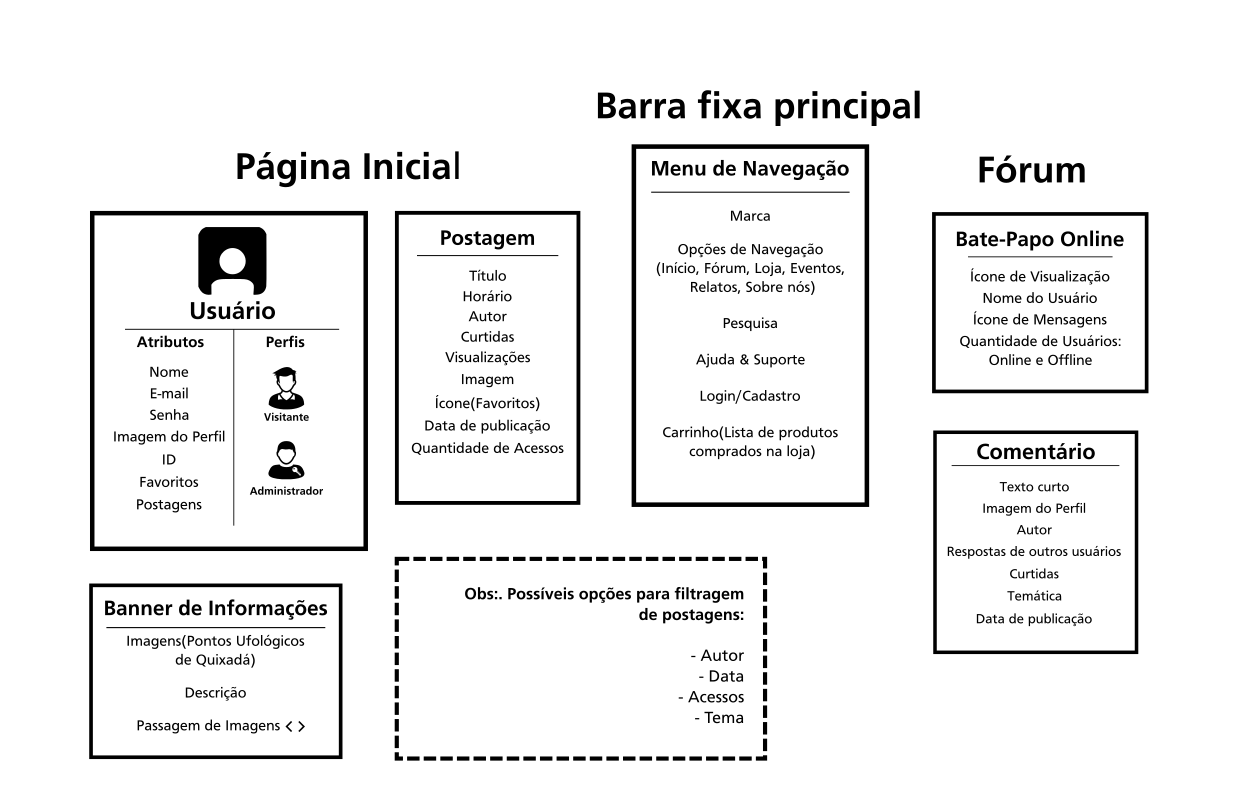 Barra fixa principal
Página Inicial
Fórum
Usuário
Atributos
Nome
E-mail
Senha
Imagem do Perfil
ID
Favoritos
Postagens
Perfis
Visitante
Administrador
Postagem
Título
Horário
Autor
Curtidas
Visualizações
Imagem
Ícone(Favoritos)
Data de publicação
Quantidade de Acessos
Menu de Navegação
Marca
Opções de Navegação
(Início, Fórum, Loja, Eventos,
Relatos, Sobre nós)
Pesquisa
Ajuda & Suporte
Login/Cadastro
Carrinho(Lista de produtos
comprados na loja)
Bate-Papo Online
Ícone de Visualização
Nome do Usuário
Ícone de Mensagens
Quantidade de Usuários:
Online e Offline
Comentário
Texto curto
Imagem do Perfil
Autor
Respostas de outros usuários
Curtidas
Temática
Data de publicação
Banner de Informações
Imagens(Pontos Ufológicos
de Quixadá)
Descrição
Passagem de Imagens < >
Obs:. Possíveis opções para filtragem
de postagens:
- Autor
- Data
- Acessos
- Tema